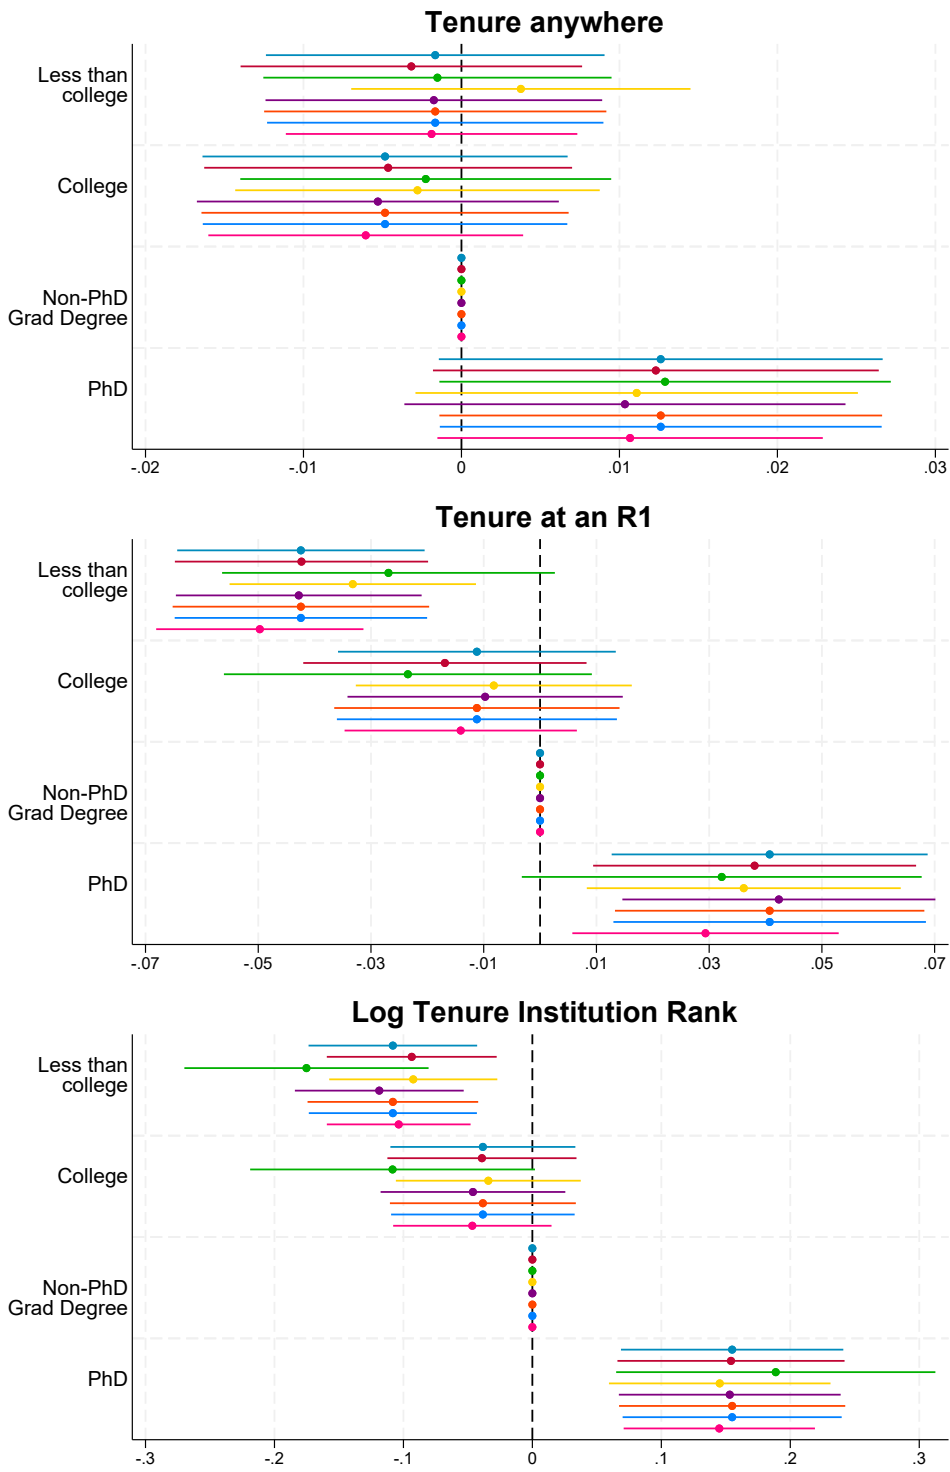 Tenure anywhere
Less than
college
College
Non-PhD
Grad Degree
PhD
-.02 -.01 0 .01 .02 .03
Tenure at an R1
Less than
college
College
Non-PhD
Grad Degree
PhD
-.07 -.05 -.03 -.01 .01 .03 .05 .07
Log Tenure Institution Rank
Less than
college
College
Non-PhD
Grad Degree
PhD
-.3 -.2 -.1 0 .1 .2 .3